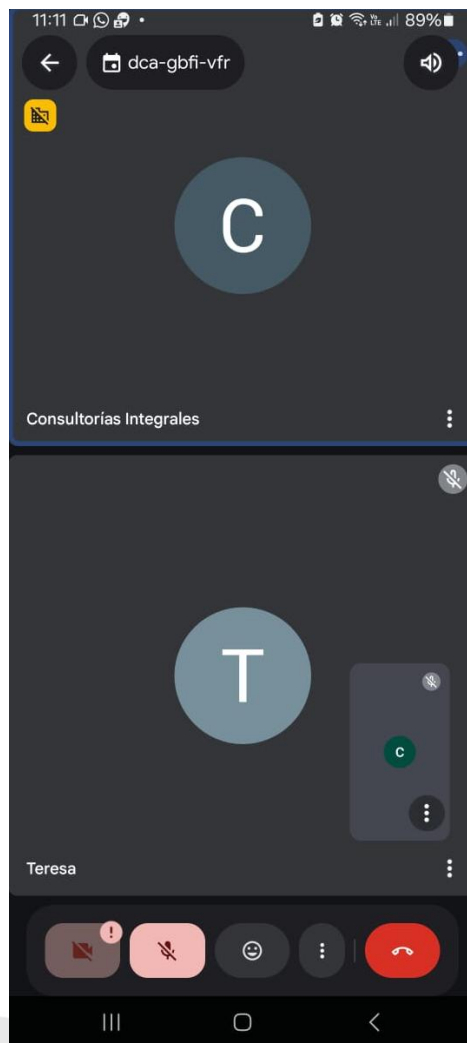 11:11 89%
dca-gbfi-vfr
C
Consultorías Integrales
T
C
Teresa